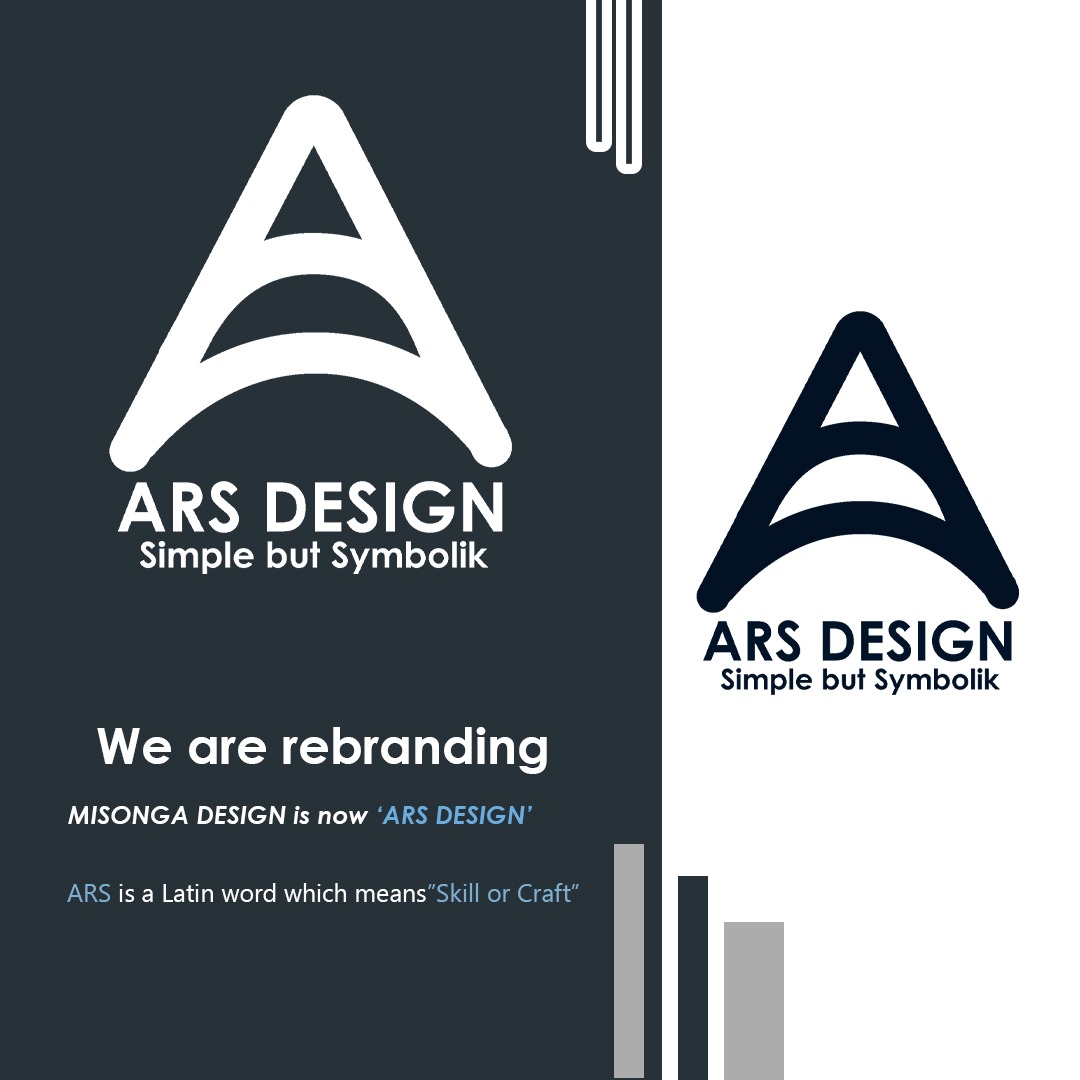 ARS DESIGN
Simple but Symbolik
We are rebranding
MISONGA DESIGN is now ‘ARS DESIGN’
ARS is a Latin word which means”Skill or Craft”
ARS DESIGN
Simple but Symbolik